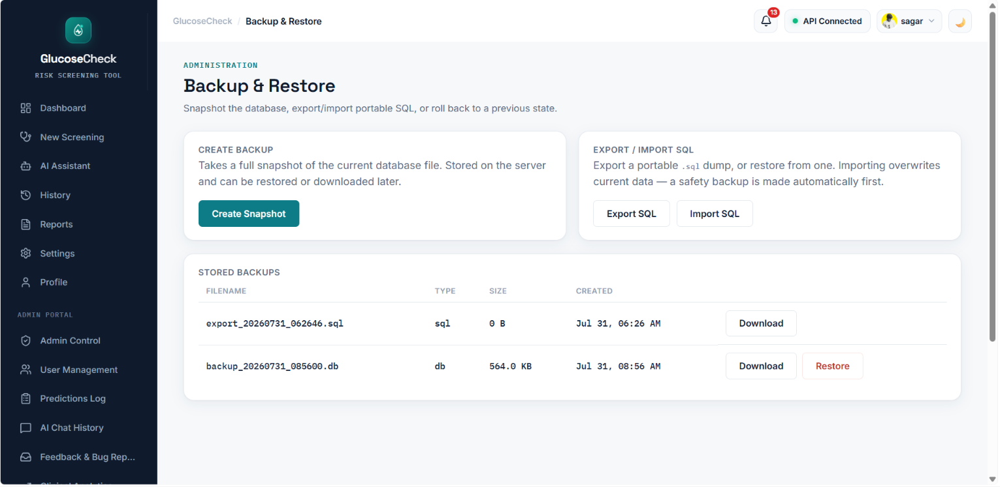 GlucoseCheck
RISK SCREENING TOOL
Dashboard
New Screening
AI Assistant
History
Reports
Settings
Profile
ADMIN PORTAL
Admin Control
User Management
Predictions Log
AI Chat History
Feedback & Bug Rep...
GlucoseCheck / Backup & Restore
13
API Connected
sagar
ADMINISTRATION
Backup & Restore
Snapshot the database, export/import portable SQL, or roll back to a previous state.
CREATE BACKUP
Takes a full snapshot of the current database file. Stored on the server
and can be restored or downloaded later.
Create Snapshot
EXPORT / IMPORT SQL
Export a portable .sql dump, or restore from one. Importing overwrites
current data — a safety backup is made automatically first.
Export SQL Import SQL
STORED BACKUPS
FILENAME TYPE SIZE CREATED
export_20260731_062646.sql sql 0 B Jul 31, 06:26 AM Download
backup_20260731_085600.db db 564.0 KB Jul 31, 08:56 AM Download Restore